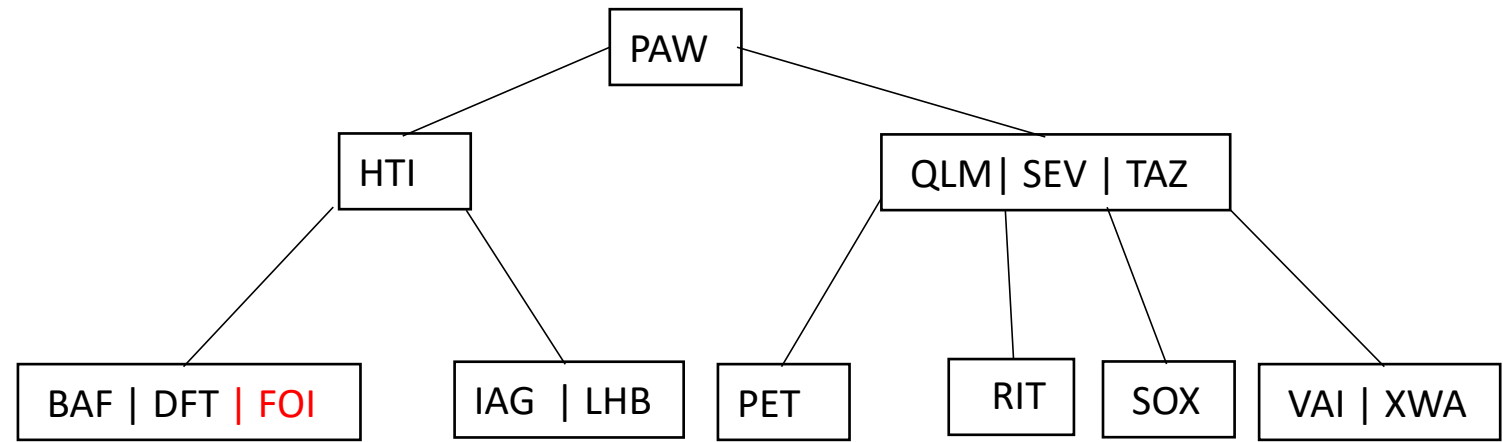 PAW
HTI
QLM| SEV | TAZ
BAF | DFT | FOI
IAG | LHB
PET
RIT
SOX
VAI | XWA